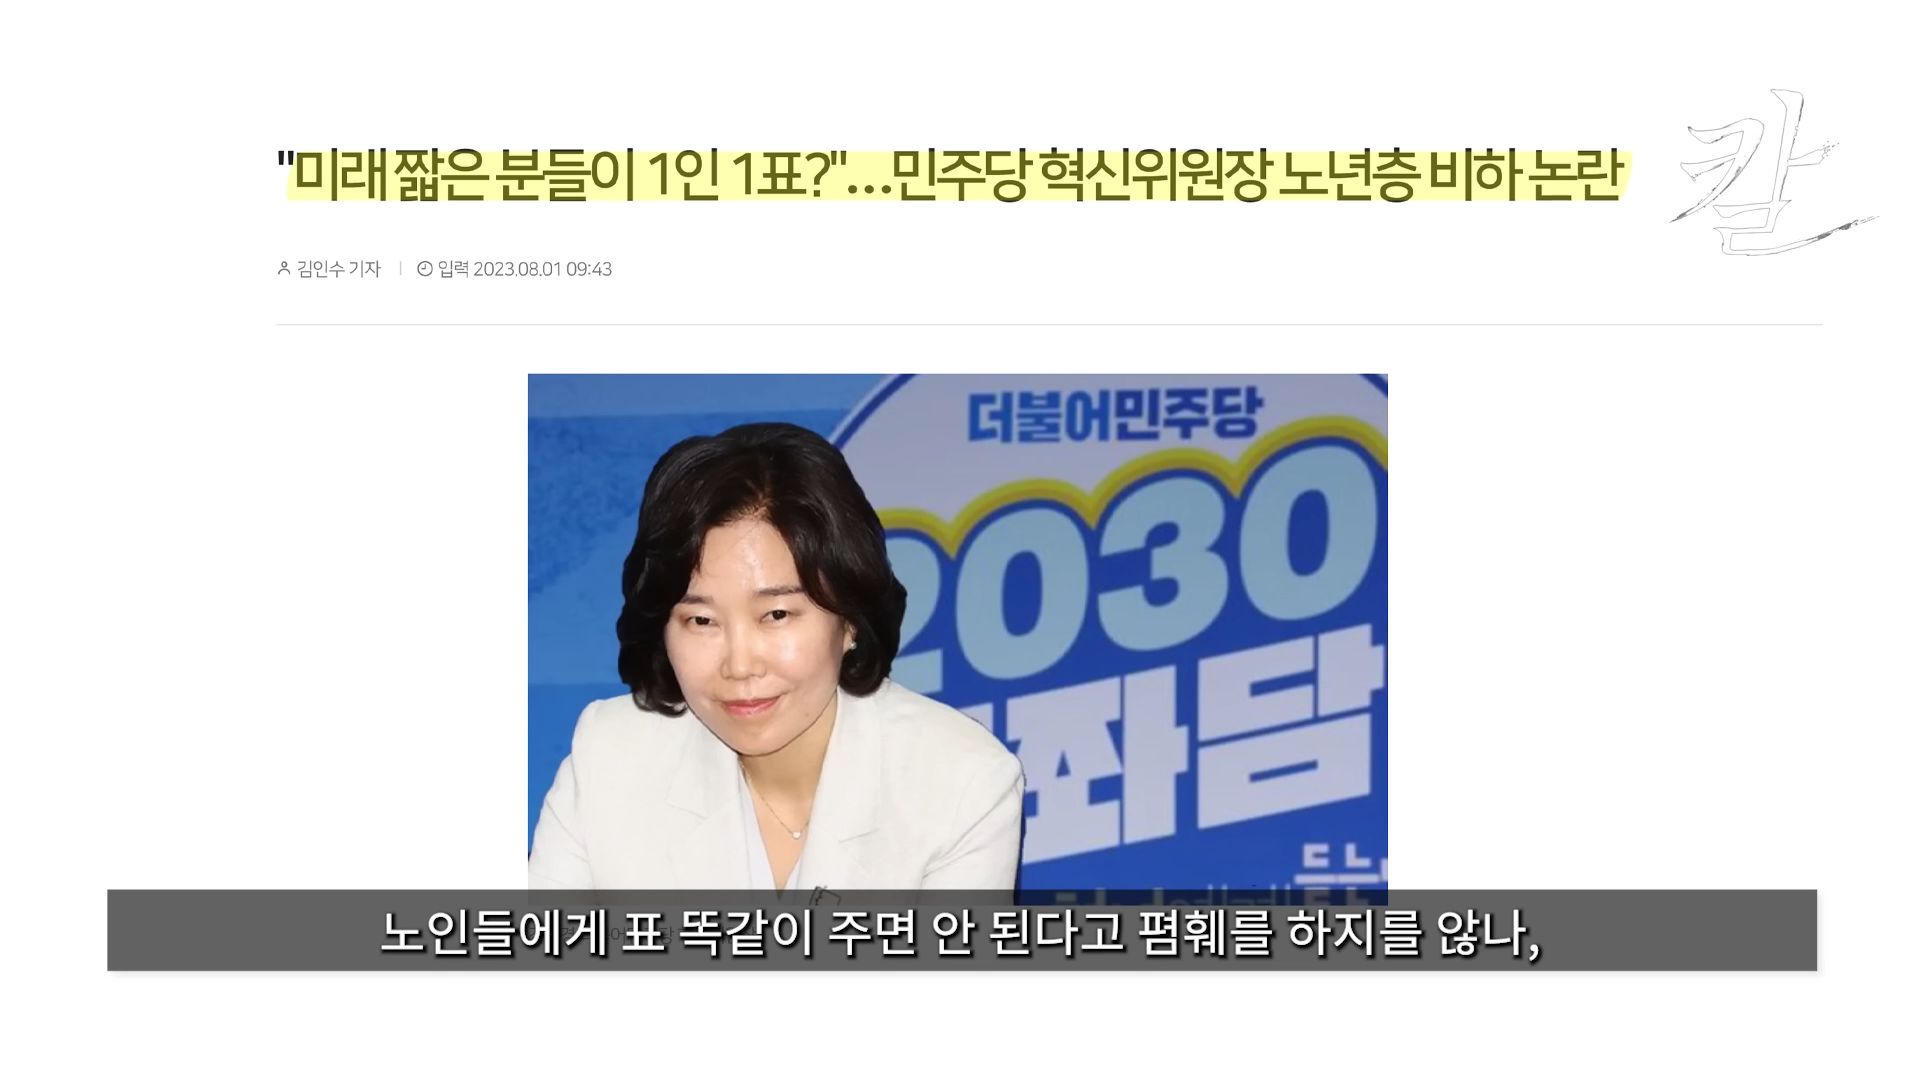 "미래 짧은 분들이 1인 1표?"...민주당 혁신위원장 노년층 비하 논란
칼
김인수 기자 | 입력 2023.08.01 09:43
더불어민주당
2030
좌담
노인들에게 표 똑같이 주면 안 된다고 폄훼를 하지를 않나,